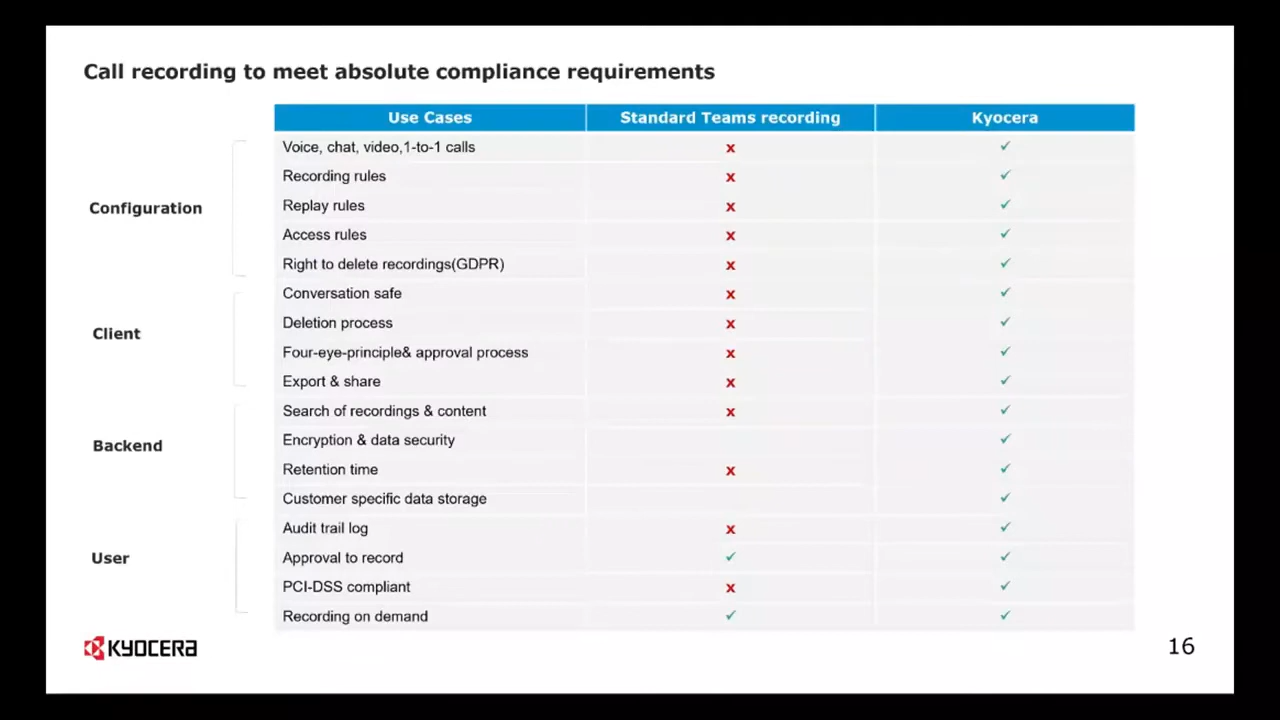 Call recording to meet absolute compliance requirements
Use Cases Standard Teams recording Kyocera
Configuration
Voice, chat, video,1-to-1 calls x ✓
Recording rules x ✓
Replay rules x ✓
Access rules x ✓
Right to delete recordings(GDPR) x ✓
Client
Conversation safe x ✓
Deletion process x ✓
Four-eye-principle& approval process x ✓
Export & share x ✓
Backend
Search of recordings & content x ✓
Encryption & data security ✓
Retention time x ✓
Customer specific data storage ✓
User
Audit trail log x ✓
Approval to record ✓ ✓
PCI-DSS compliant x ✓
Recording on demand ✓ ✓
KYOCERA
16